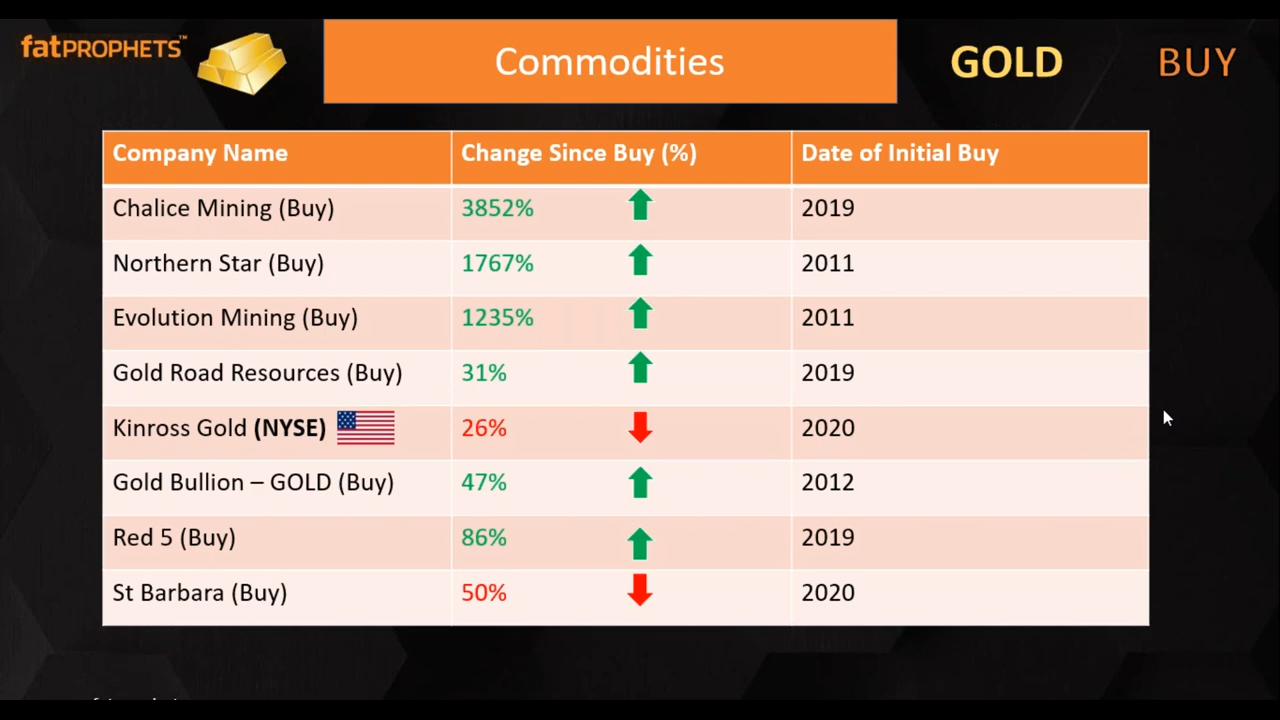 fatPROPHETS™
Commodities
GOLD
BUY
Company Name
Change Since Buy (%)
Date of Initial Buy
Chalice Mining (Buy)
3852%
2019
Northern Star (Buy)
1767%
2011
Evolution Mining (Buy)
1235%
2011
Gold Road Resources (Buy)
31%
2019
Kinross Gold (NYSE)
26%
2020
Gold Bullion – GOLD (Buy)
47%
2012
Red 5 (Buy)
86%
2019
St Barbara (Buy)
50%
2020